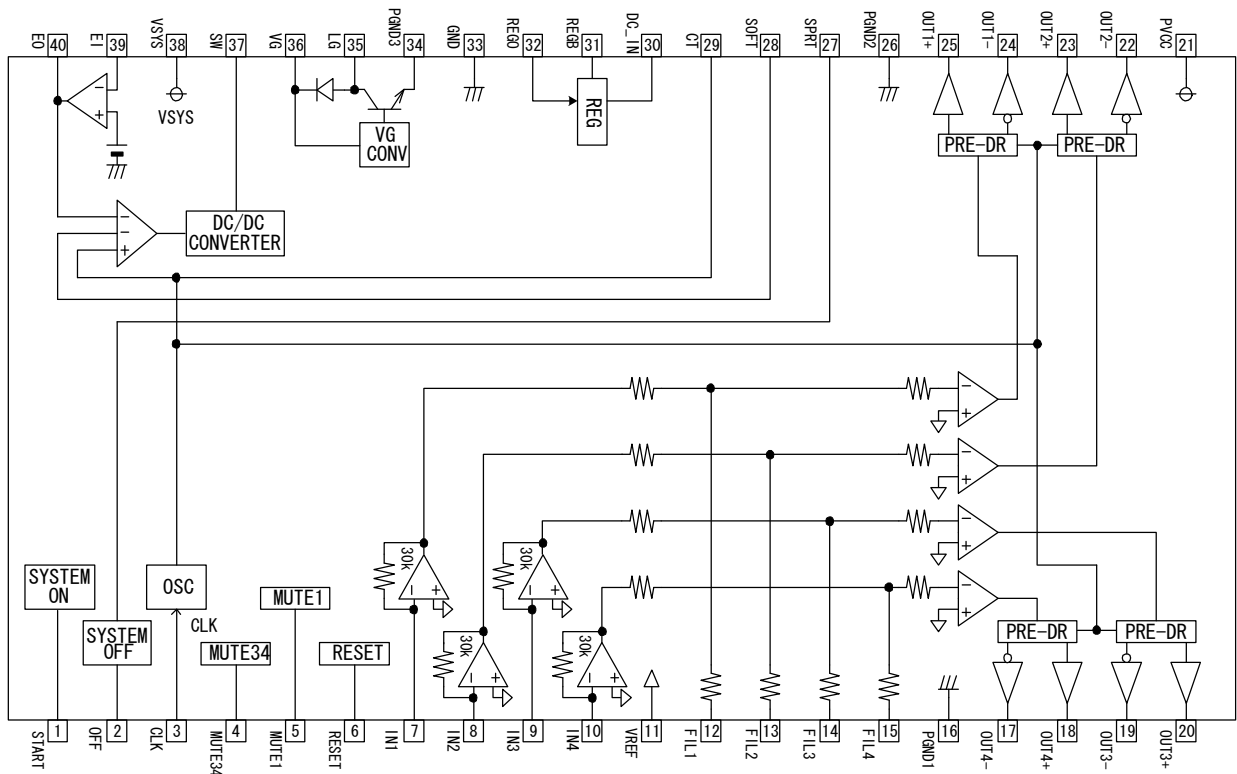 EO EI VSYS SW VG LG PGND3 GND REGO REGB DC_IN CT SOFT SPRT PGND2 OUT1+ OUT1- OUT2+ OUT2- PVCC
40 39 38 37 36 35 34 33 32 31 30 29 28 27 26 25 24 23 22 21
VSYS
VG
CONV
REG
PRE-DR PRE-DR
DC/DC
CONVERTER
- +
- - +
- +
- +
- +
- +
30k 30k
SYSTEM
ON
OSC
MUTE1
- + - +
CLK
SYSTEM
OFF
MUTE34
RESET
30k 30k
- + - +
PRE-DR PRE-DR
1 2 3 4 5 6 7 8 9 10 11 12 13 14 15 16 17 18 19 20
START OFF CLK MUTE34 MUTE1 RESET IN1 IN2 IN3 IN4 VREF FIL1 FIL2 FIL3 FIL4 PGND1 OUT4- OUT4+ OUT3- OUT3+